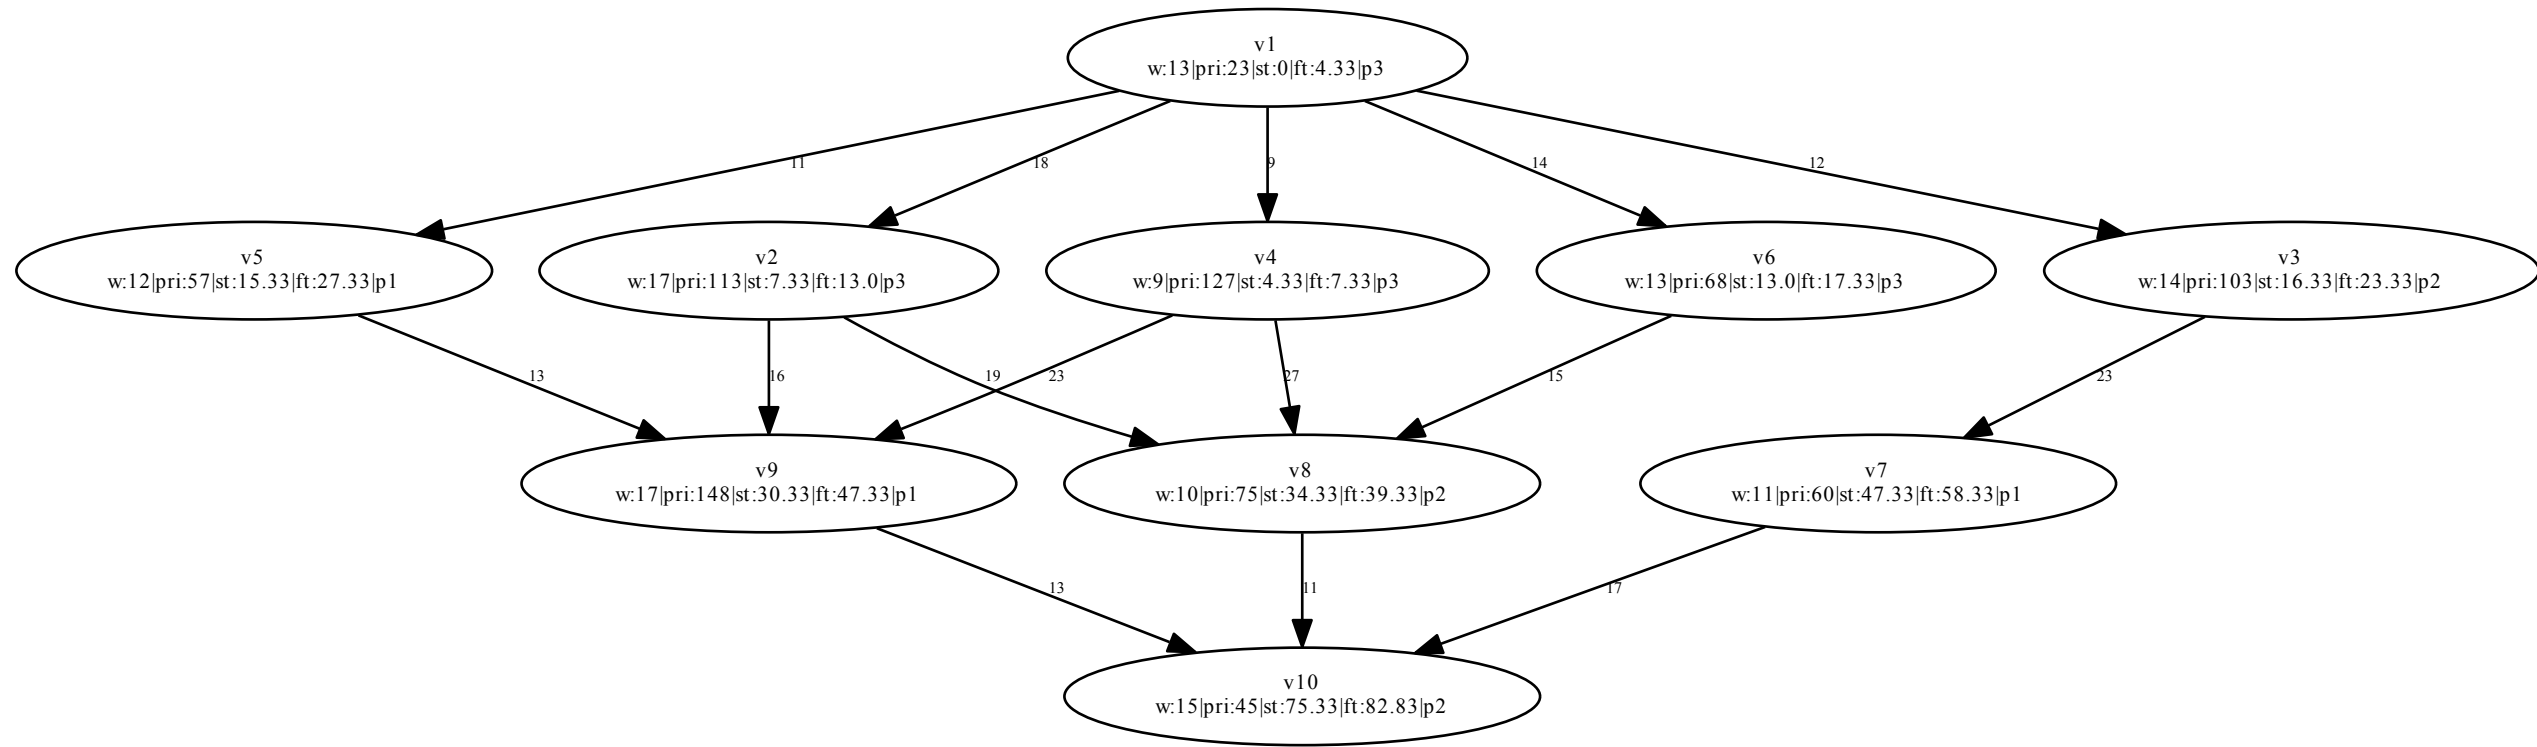 v1
w:13|pri:23|st:0|ft:4.33|p3
11
18
9
14
12
v5
w:12|pri:57|st:15.33|ft:27.33|p1
v2
w:17|pri:113|st:7.33|ft:13.0|p3
v4
w:9|pri:127|st:4.33|ft:7.33|p3
v6
w:13|pri:68|st:13.0|ft:17.33|p3
v3
w:14|pri:103|st:16.33|ft:23.33|p2
13
16
19
23
27
15
23
v9
w:17|pri:148|st:30.33|ft:47.33|p1
v8
w:10|pri:75|st:34.33|ft:39.33|p2
v7
w:11|pri:60|st:47.33|ft:58.33|p1
13
11
17
v10
w:15|pri:45|st:75.33|ft:82.83|p2